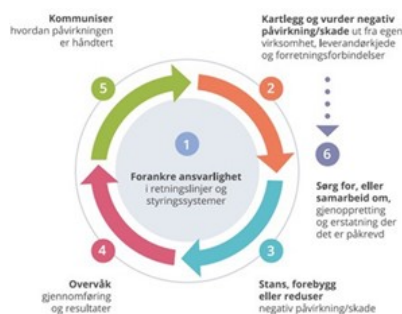 1
Forankre ansvarlighet
i retningslinjer og
styringssystemer
2
Kartlegg og vurder negativ
påvirkning/skade ut fra egen
virksomhet, leverandørkjede
og forretningsforbindelser
3
Stans, forebygg
eller reduser
negativ påvirkning/skade
4
Overvåk
gjennomføring
og resultater
5
Kommuniser
hvordan påvirkningen
er håndtert
6
Sørg for, eller
samarbeid om,
gjenoppretting
og erstatning der
det er påkrevd